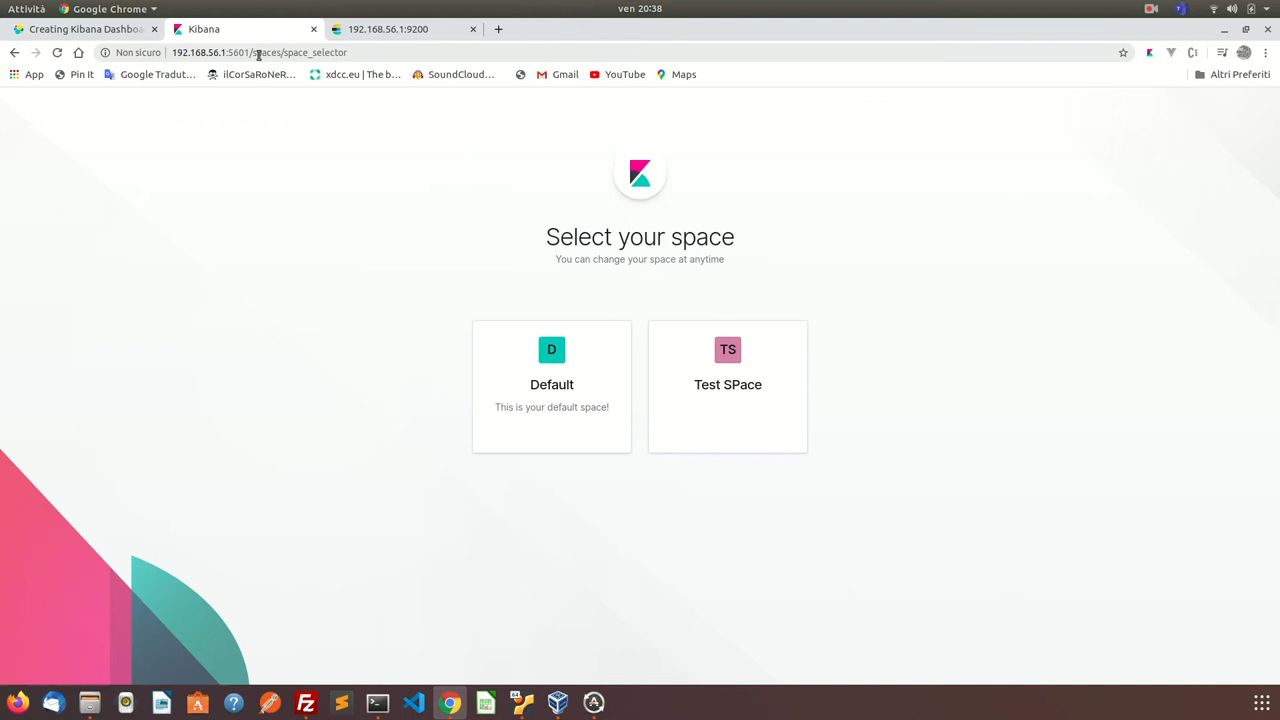 Attività
Google Chrome
ven 20:38
Creating Kibana Dashboa
Kibana
192.168.56.1:9200
Non sicuro
192.168.56.1:5601/spaces/space_selector
App
Pin It
Google Tradut...
ilCorSaRoNeR...
xdcc.eu | The b...
SoundCloud...
Gmail
YouTube
Maps
Altri Preferiti
Select your space
You can change your space at anytime
D
Default
This is your default space!
TS
Test SPace